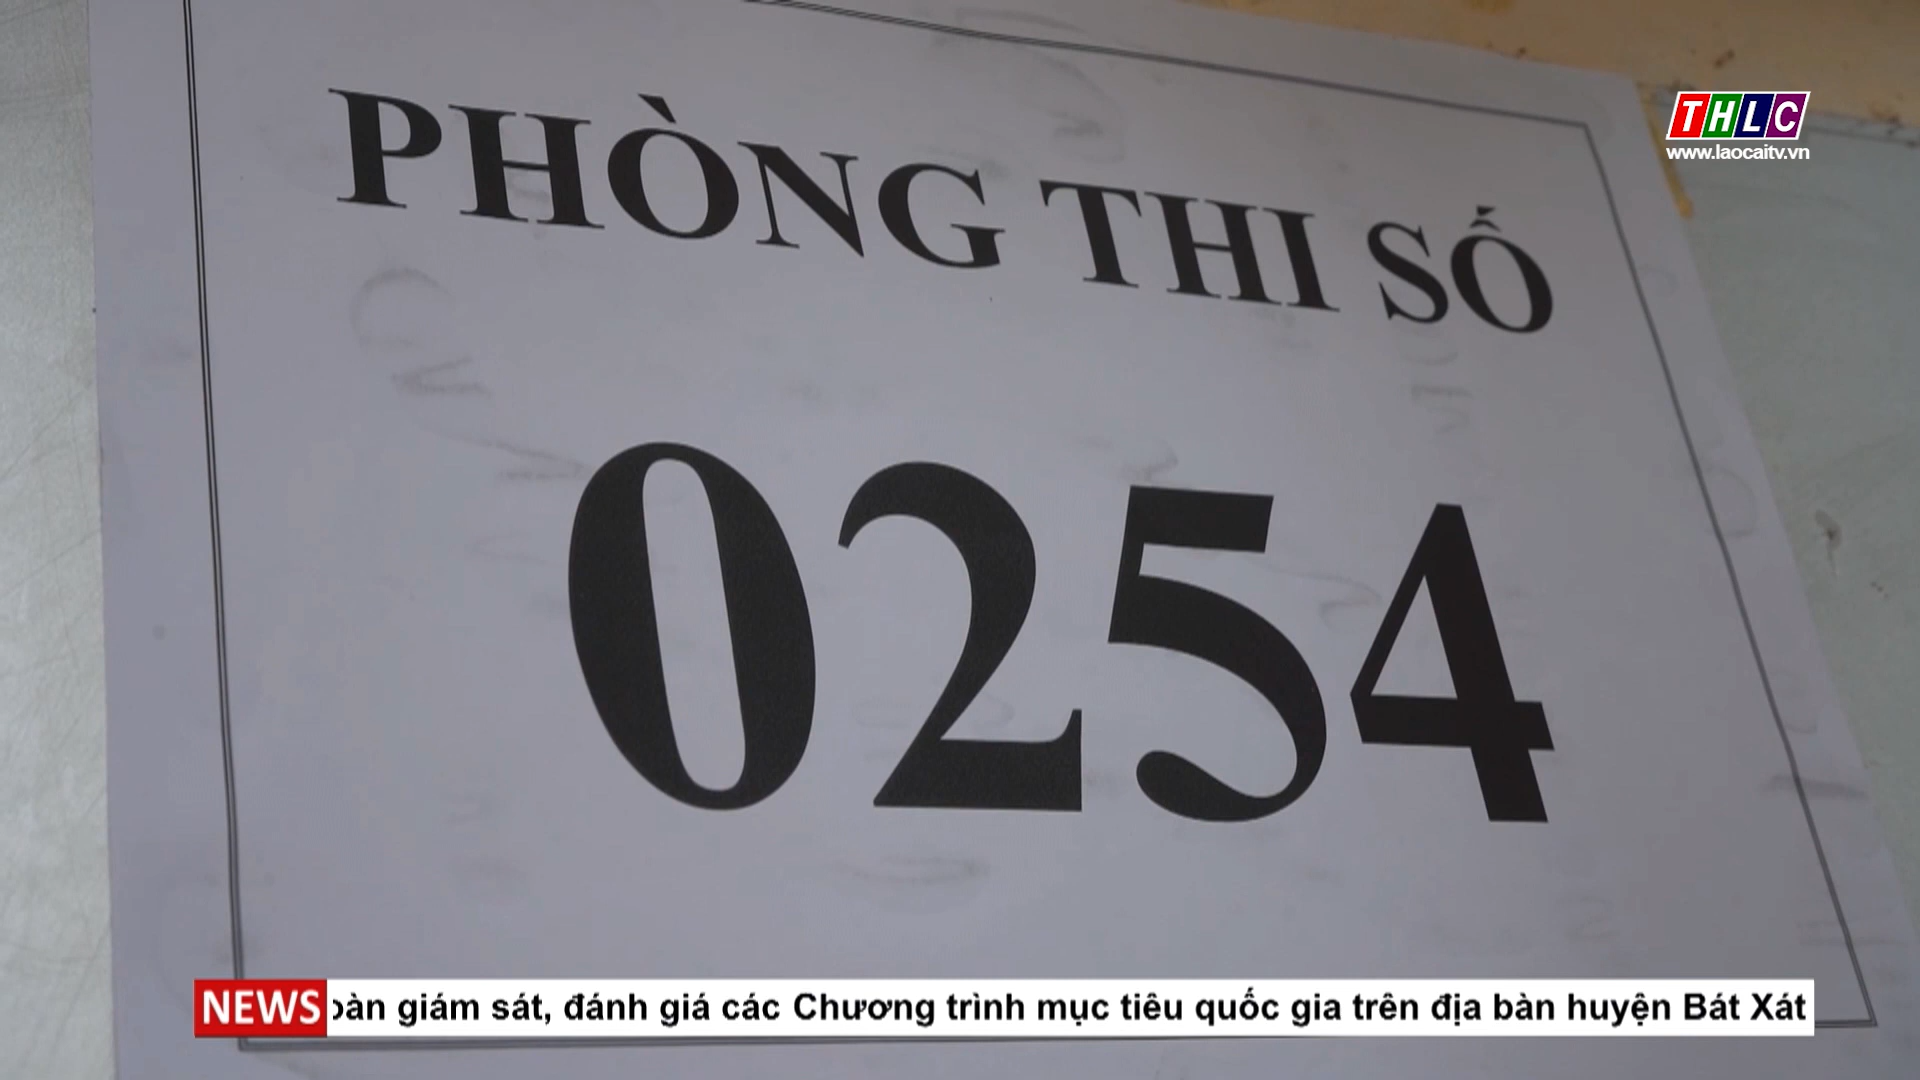 PHÒNG THI SỐ
0254
THLC
www.laocaitv.vn
NEWS
giám sát, đánh giá các Chương trình mục tiêu quốc gia trên địa bàn huyện Bát Xát